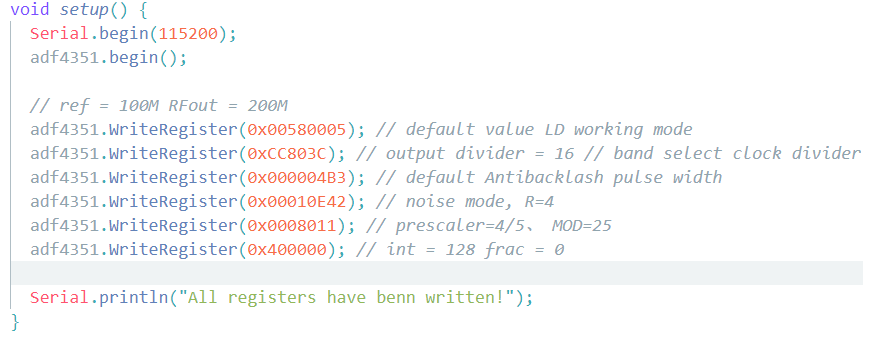 void setup() {
Serial.begin(115200);
adf4351.begin();
// ref = 100M RFout = 200M
adf4351.WriteRegister(0x00580005); // default value LD working mode
adf4351.WriteRegister(0xCC803C); // output divider = 16 // band select clock divider
adf4351.WriteRegister(0x000004B3); // default Antibacklash pulse width
adf4351.WriteRegister(0x00010E42); // noise mode, R=4
adf4351.WriteRegister(0x0008011); // prescaler=4/5、 MOD=25
adf4351.WriteRegister(0x400000); // int = 128 frac = 0
Serial.println("All registers have benn written!");
}